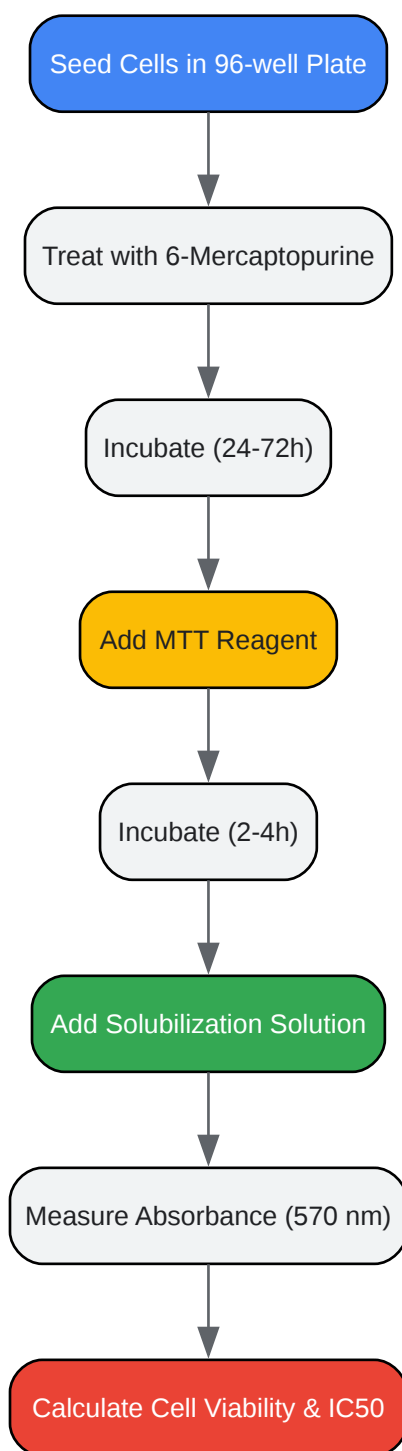 Seed Cells in 96-well Plate
Treat with 6-Mercaptopurine
Incubate (24-72h)
Add MTT Reagent
Incubate (2-4h)
Add Solubilization Solution
Measure Absorbance (570 nm)
Calculate Cell Viability & IC50